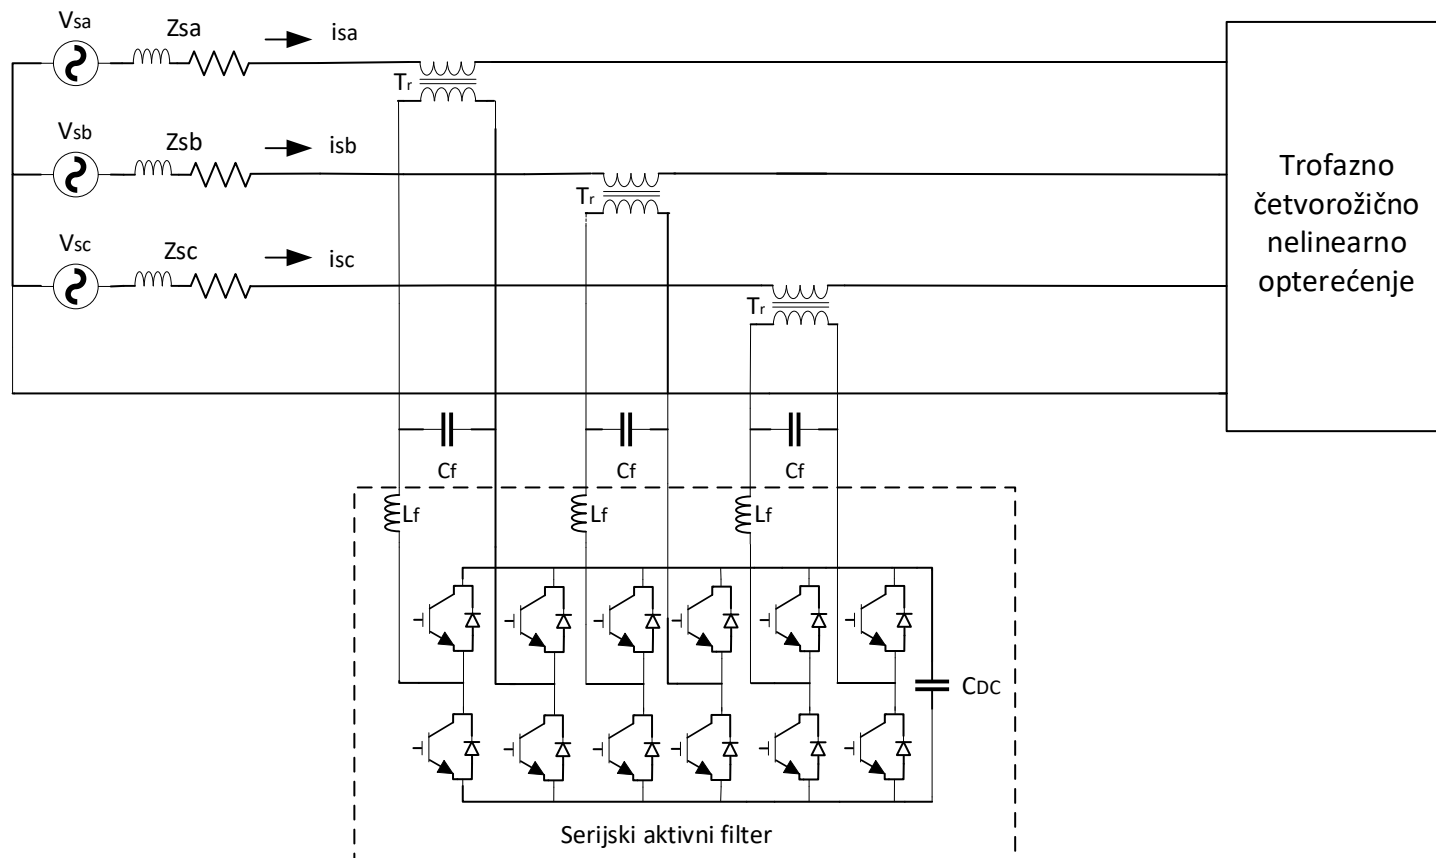 Vsa
Zsa
isa
Tr
Vsb
Zsb
isb
Tr
Vsc
Zsc
isc
Tr
Trofazno
četvorožično
nelinearno
opterećenje
Cf
Cf
Cf
Lf
Lf
Lf
CDC
Serijski aktivni filter